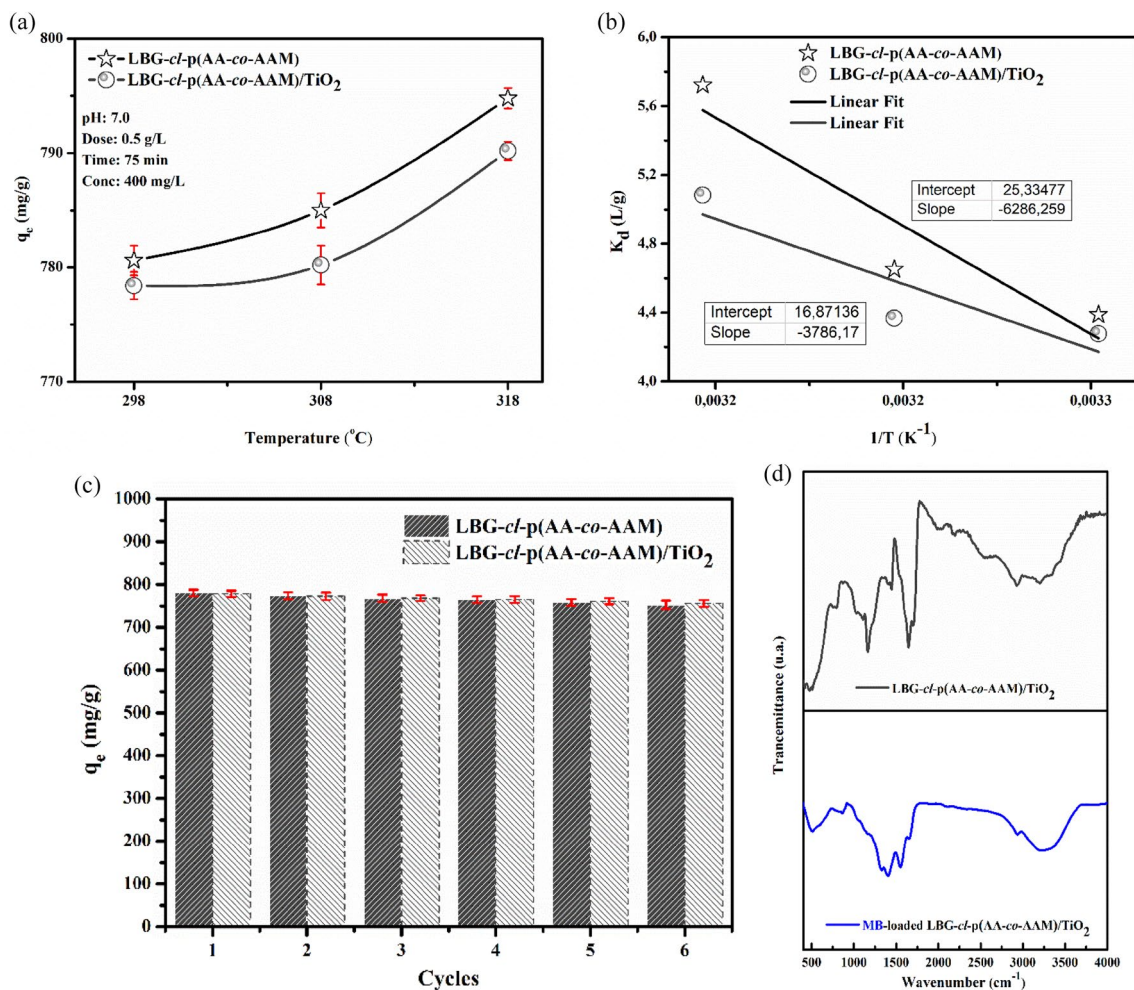 (a)
800
790
780
770
q_e (mg/g)
LBG-cl-p(AA-co-AAM)
LBG-cl-p(AA-co-AAM)/TiO₂
pH: 7.0
Dose: 0.5 g/L
Time: 75 min
Conc: 400 mg/L
298 308 318
Temperature (°C)
(b)
6,0
5,6
5,2
4,8
4,4
4,0
K_d (L/g)
LBG-cl-p(AA-co-AAM)
LBG-cl-p(AA-co-AAM)/TiO₂
Linear Fit
Linear Fit
Intercept 25,33477
Slope -6286,259
Intercept 16,87136
Slope -3786,17
0,0032 0,0032 0,0033
1/T (K⁻¹)
(c)
1000
900
800
700
600
500
400
300
200
100
0
q_e (mg/g)
LBG-cl-p(AA-co-AAM)
LBG-cl-p(AA-co-AAM)/TiO₂
1 2 3 4 5 6
Cycles
(d)
Trancemittance (u.a.)
LBG-cl-p(AA-co-AAM)/TiO₂
MB-loaded LBG-cl-p(AA-co-AAM)/TiO₂
500 1000 1500 2000 2500 3000 3500 4000
Wavenumber (cm⁻¹)